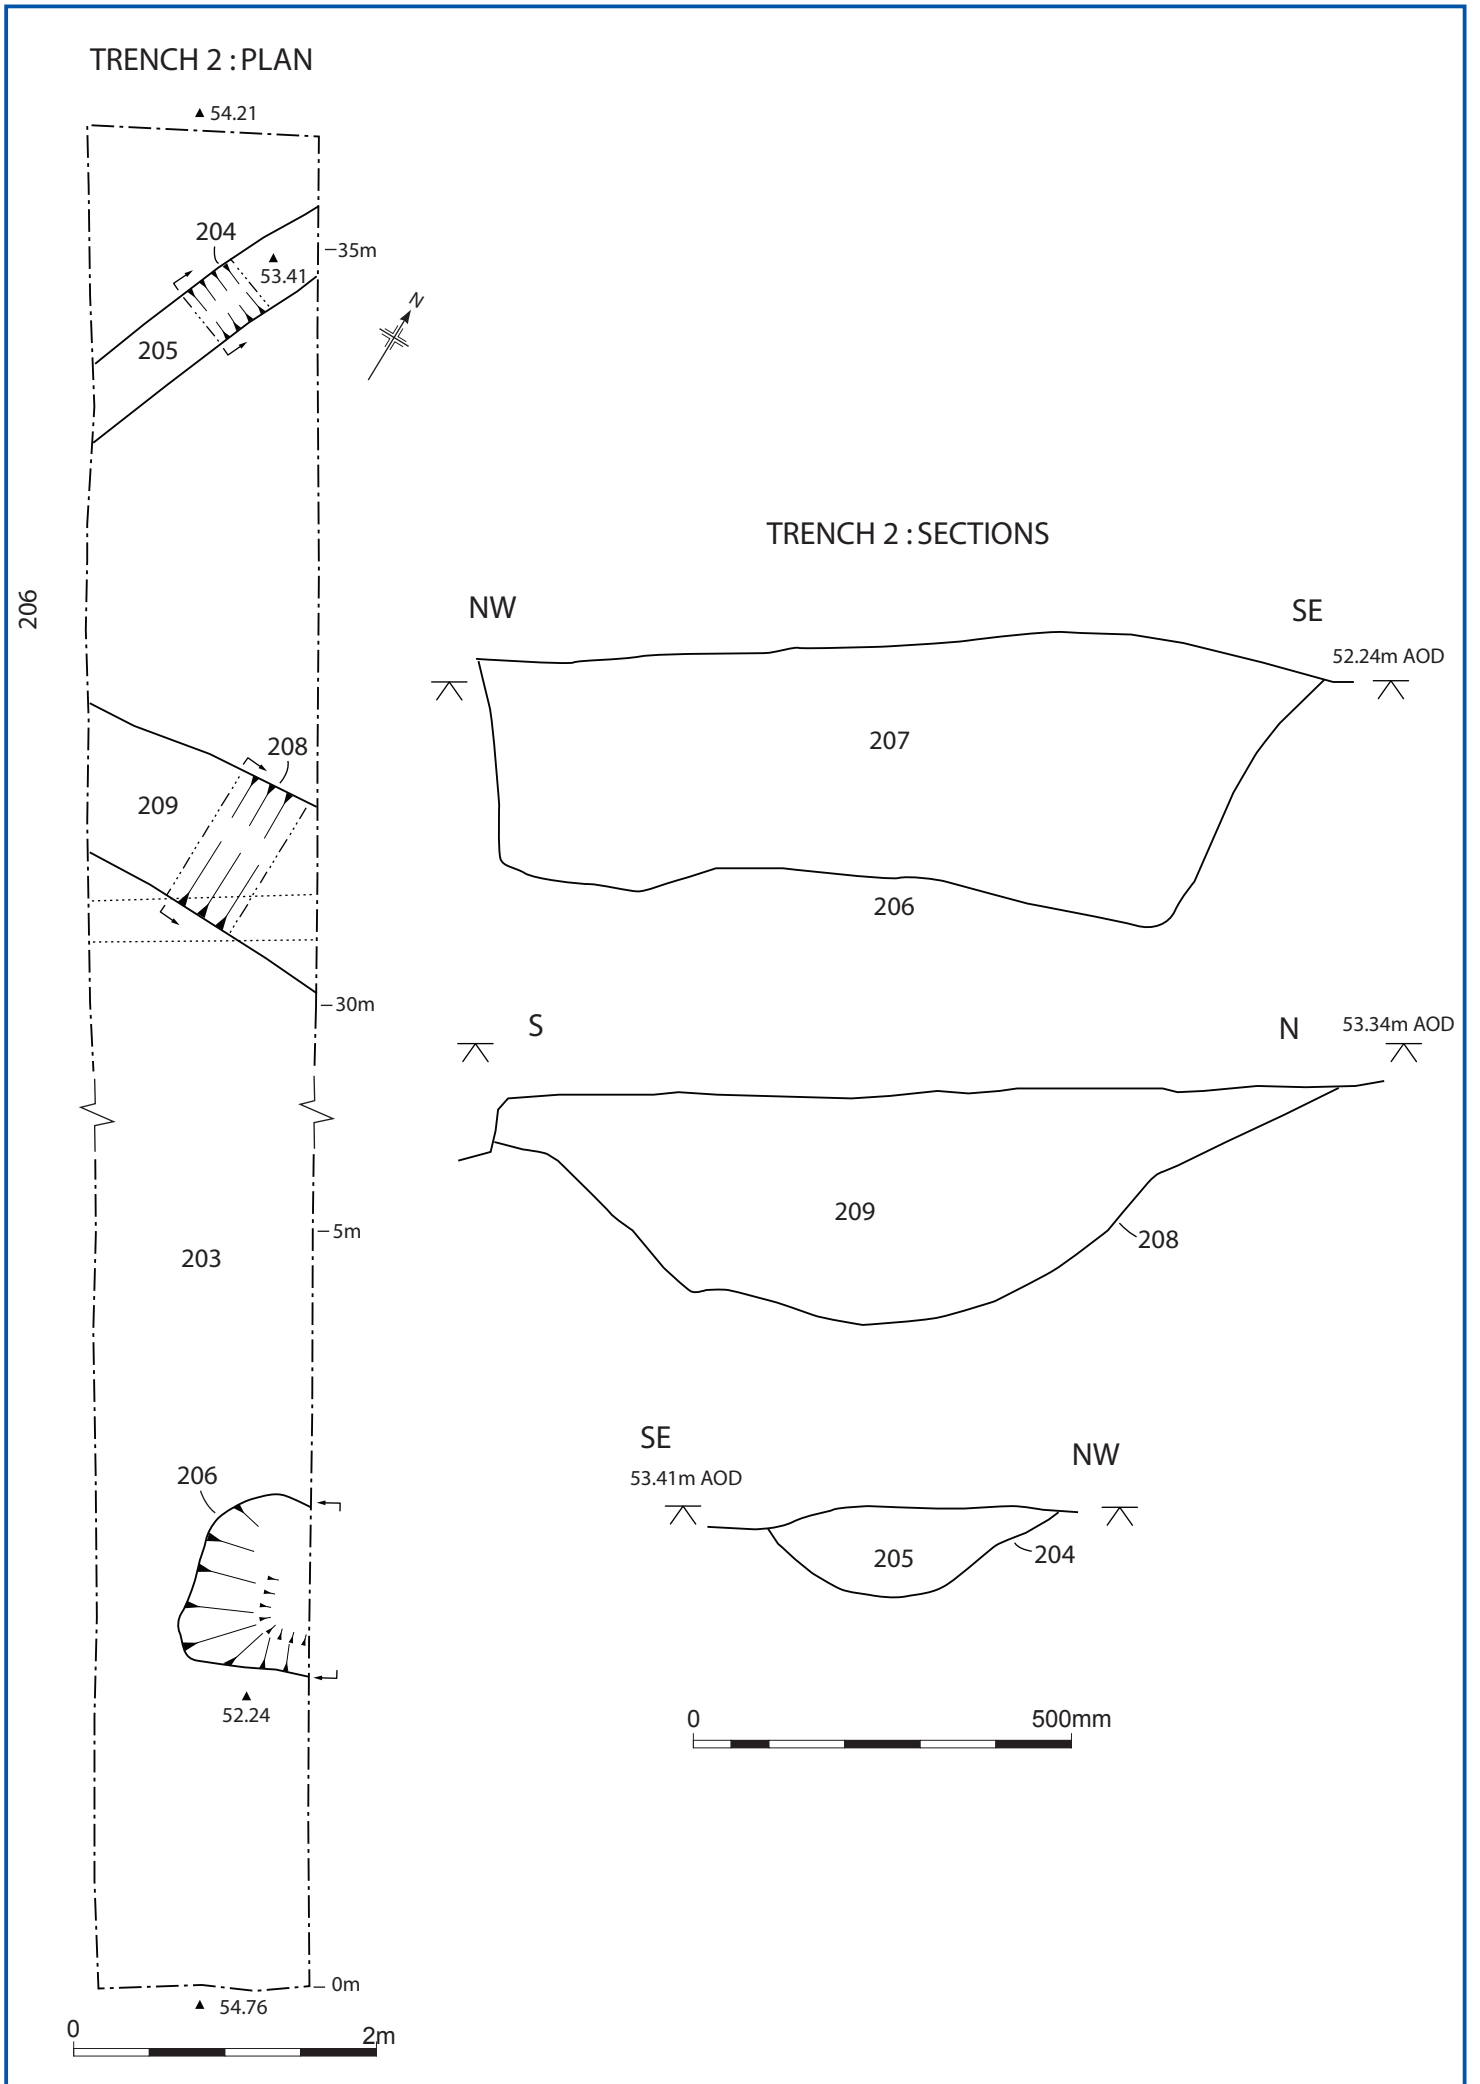 TRENCH 2 : PLAN
54.21
204
35m
53.41
205
N
206
208
209
30m
5m
203
206
52.24
0m
54.76
0 2m
TRENCH 2 : SECTIONS
NW SE
52.24m AOD
207
206
S N
53.34m AOD
209
208
SE NW
53.41m AOD
205
204
0 500mm